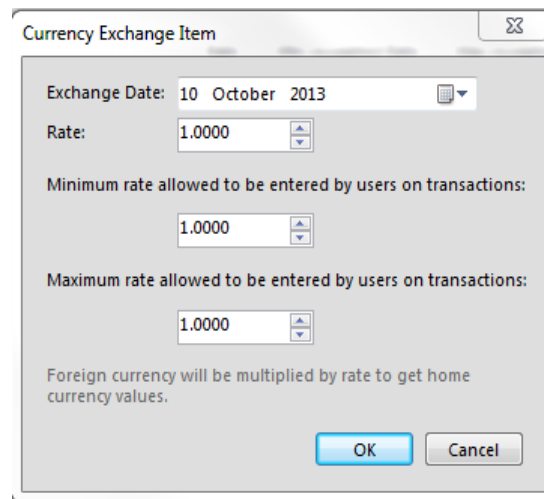 Currency Exchange Item
Exchange Date: 10 October 2013
Rate: 1.0000
Minimum rate allowed to be entered by users on transactions:
1.0000
Maximum rate allowed to be entered by users on transactions:
1.0000
Foreign currency will be multiplied by rate to get home
currency values.
OK Cancel